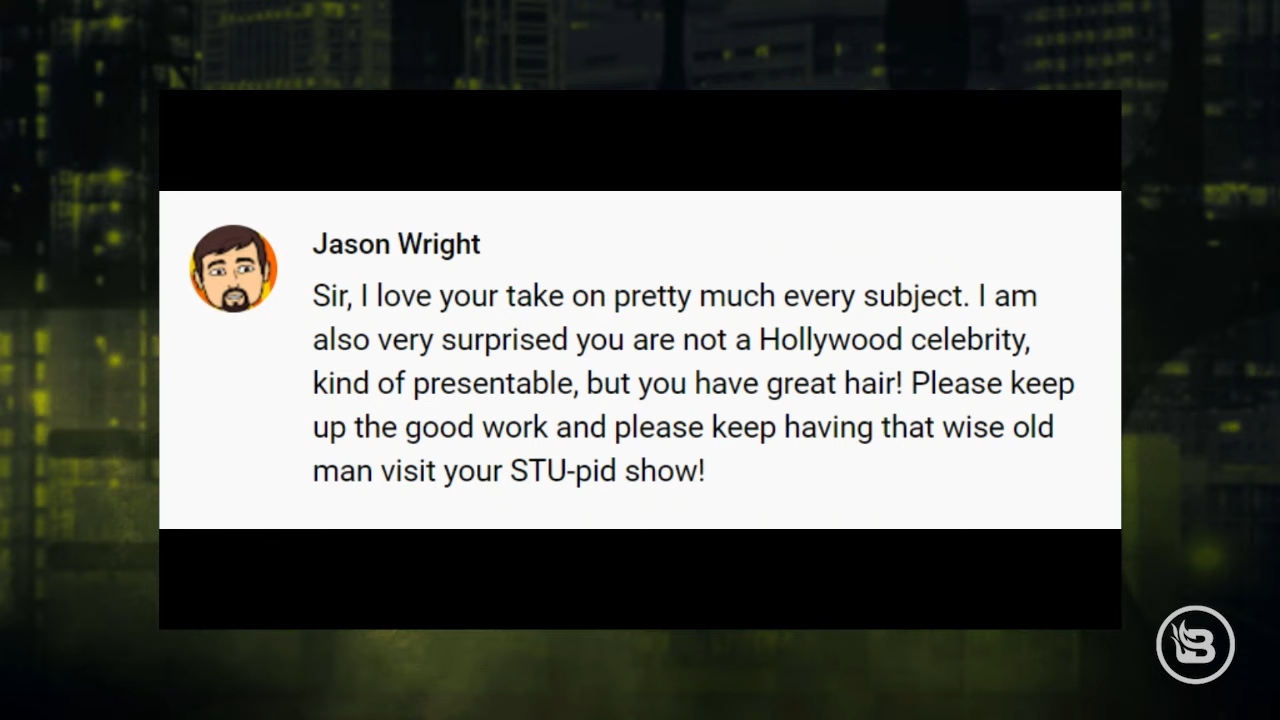 Jason Wright
Sir, I love your take on pretty much every subject. I am
also very surprised you are not a Hollywood celebrity,
kind of presentable, but you have great hair! Please keep
up the good work and please keep having that wise old
man visit your STU-pid show!
B